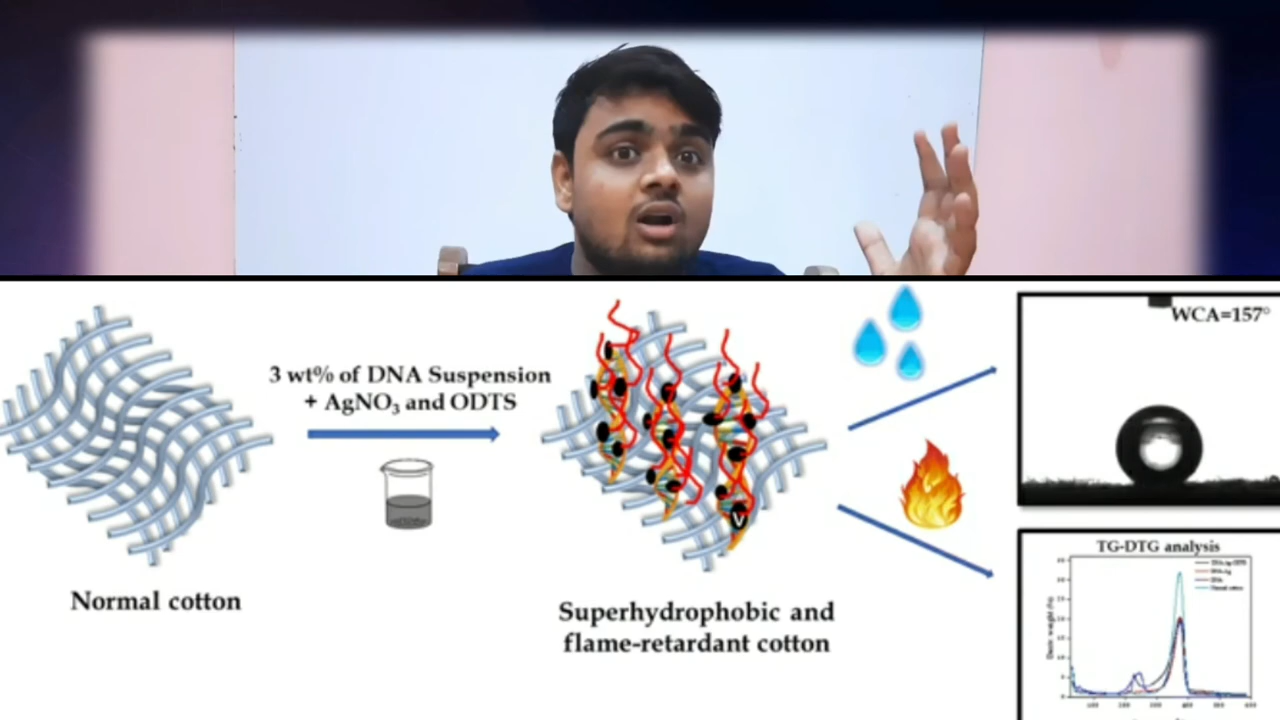 3 wt% of DNA Suspension
+ AgNO₃ and ODTS
Normal cotton
V
Superhydrophobic and
flame-retardant cotton
WCA=157°
TG-DTG analysis